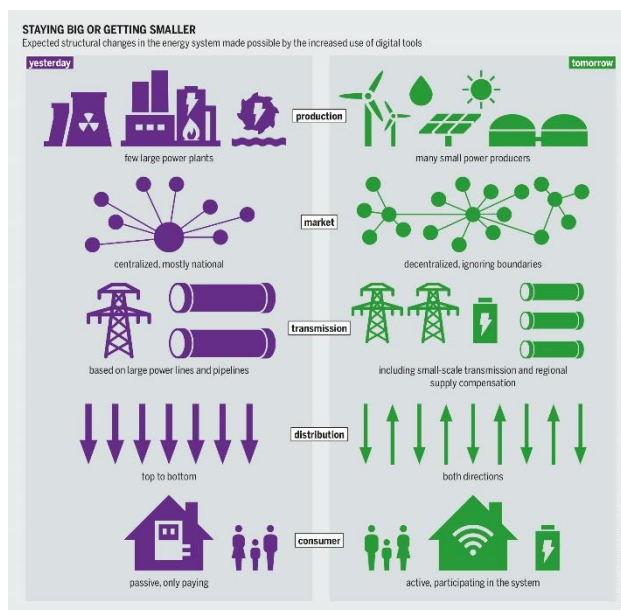 STAYING BIG OR GETTING SMALLER
Expected structural changes in the energy system made possible by the increased use of digital tools
yesterday
tomorrow
production
few large power plants
many small power producers
market
centralized, mostly national
decentralized, ignoring boundaries
transmission
based on large power lines and pipelines
including small-scale transmission and regional
supply compensation
distribution
top to bottom
both directions
consumer
passive, only paying
active, participating in the system